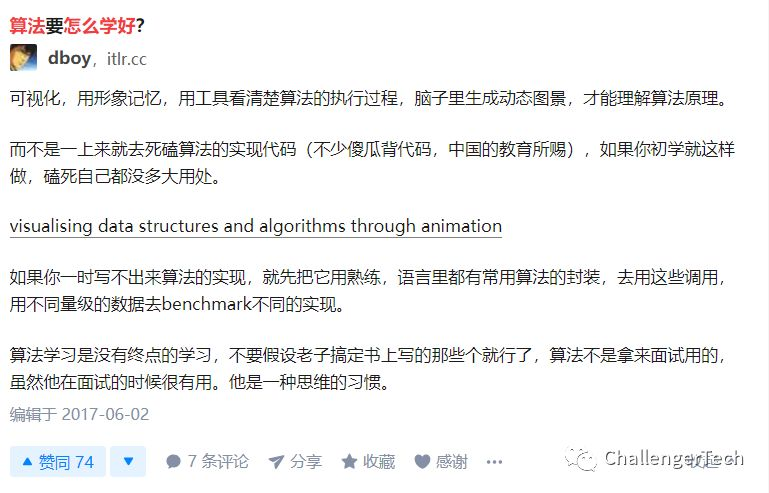 算法要怎么学好?
dboy，itlr.cc
可视化，用形象记忆，用工具看清楚算法的执行过程，脑子里生成动态图景，才能理解算法原理。
而不是一上来就去死磕算法的实现代码（不少傻瓜背代码，中国的教育所赐），如果你初学就这样
做，磕死自己都没多大用处。
visualising data structures and algorithms through animation
如果你一时写不出来算法的实现，就先把它用熟练，语言里都有常用算法的封装，去用这些调用，
用不同量级的数据去benchmark不同的实现。
算法学习是没有终点的学习，不要假设老子搞定书上写的那些个就行了，算法不是拿来面试用的，
虽然他在面试的时候很有用。他是一种思维的习惯。
编辑于 2017-06-02
赞同 74 7 条评论 分享 收藏 感谢 ChallengerTech